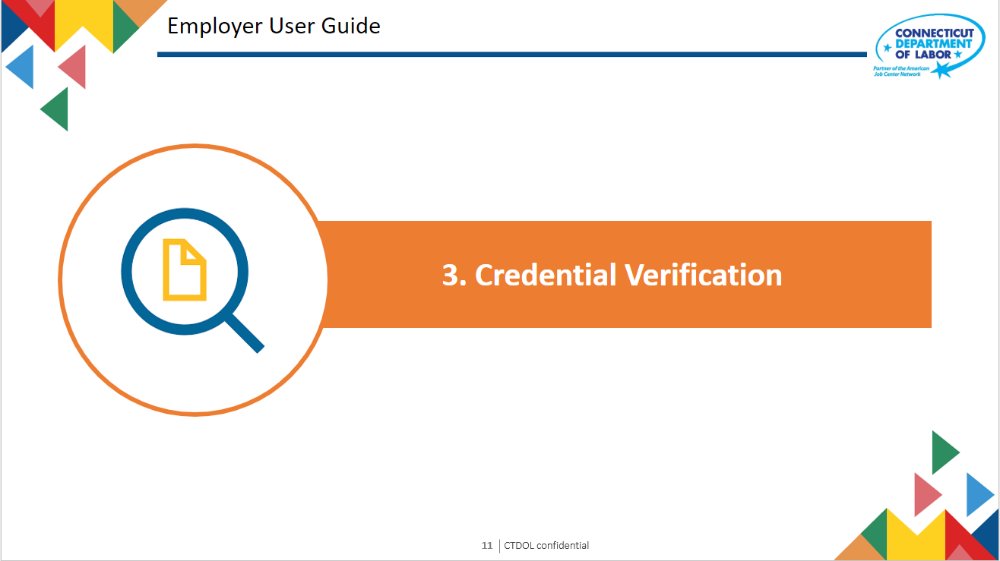 Employer User Guide
CONNECTICUT
DEPARTMENT
OF LABOR
Partner of the American
Job Center Network
3. Credential Verification
11 CTDOL confidential